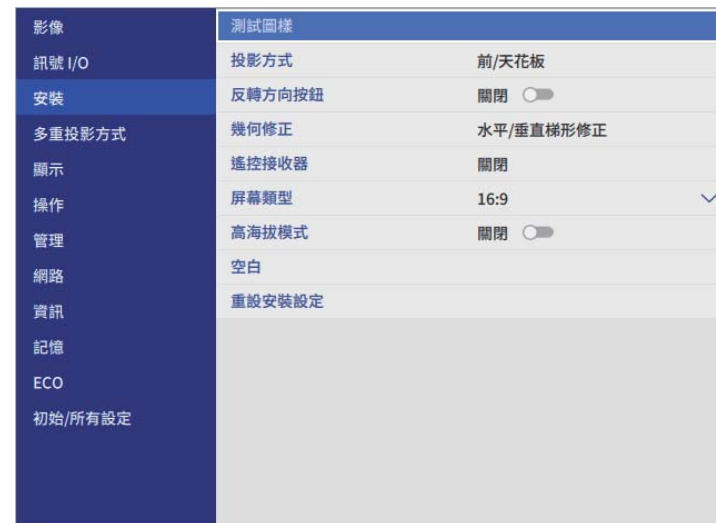 影像
訊號 I/O
安裝
多重投影方式
顯示
操作
管理
網路
資訊
記憶
ECO
初始/所有設定
測試圖樣
投影方式 前/天花板
反轉方向按鈕 關閉
幾何修正 水平/垂直梯形修正
遙控接收器 關閉
屏幕類型 16:9
高海拔模式 關閉
空白
重設安裝設定